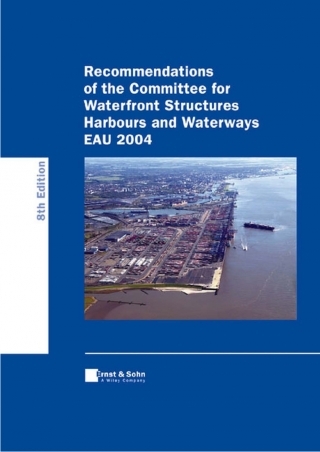 Recommendations
of the Committee for
Waterfront Structures
Harbours and Waterways
EAU 2004
8th Edition
Ernst & Sohn
A Wiley Company